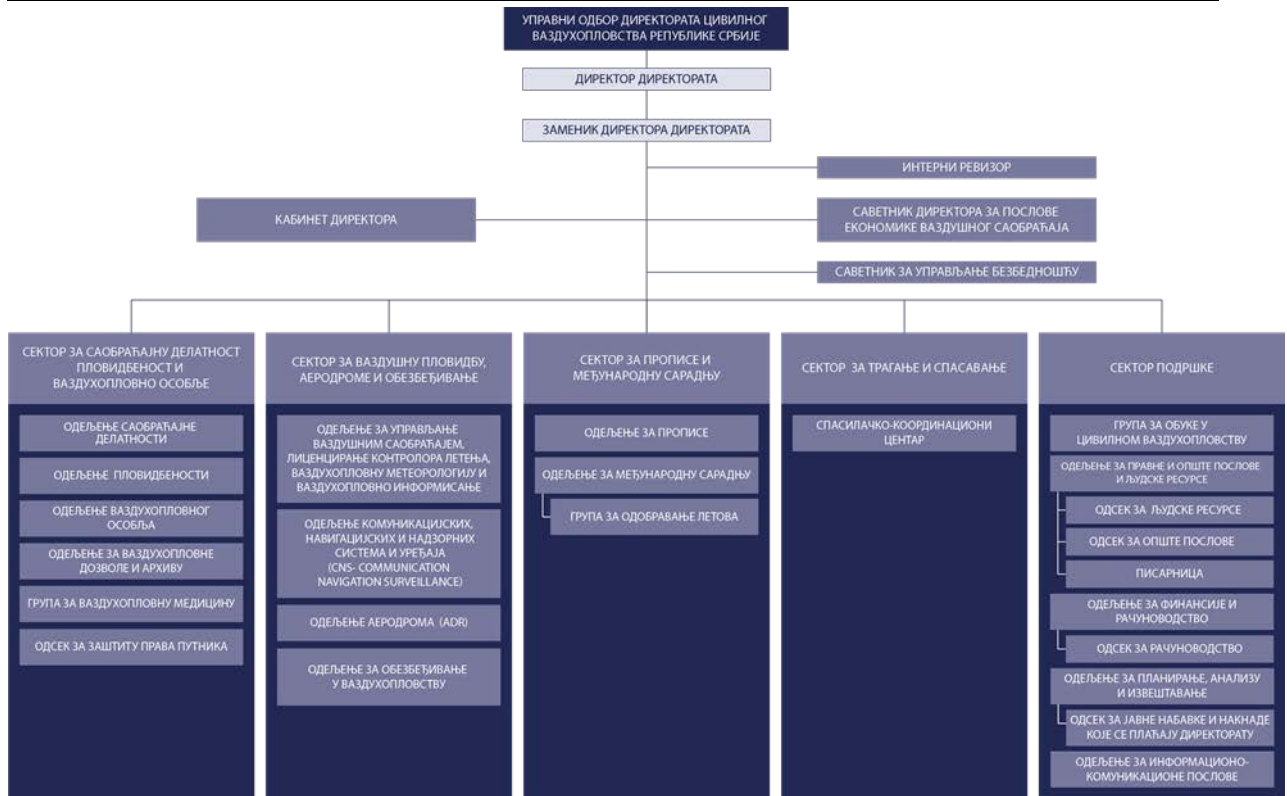 УПРАВНИ ОДБОР ДИРЕКТОРАТА ЦИВИЛНОГ
ВАЗДУХОПЛОВСТВА РЕПУБЛИКЕ СРБИЈЕ
ДИРЕКТОР ДИРЕКТОРАТА
ЗАМЕНИК ДИРЕКТОРА ДИРЕКТОРАТА
ИНТЕРНИ РЕВИЗОР
КАБИНЕТ ДИРЕКТОРА
САВЕТНИК ДИРЕКТОРА ЗА ПОСЛОВЕ
ЕКОНОМИКЕ ВАЗДУШНОГ САОБРАЋАЈА
САВЕТНИК ЗА УПРАВЉАЊЕ БЕЗБЕДНОШЋУ
СЕКТОР ЗА САОБРАЋАЈНУ ДЕЛАТНОСТ
ПЛОВИДБЕНОСТ И
ВАЗДУХОПЛОВНО ОСОБЉЕ
ОДЕЉЕЊЕ САОБРАЋАЈНЕ
ДЕЛАТНОСТИ
ОДЕЉЕЊЕ ПЛОВИДБЕНОСТИ
ОДЕЉЕЊЕ ВАЗДУХОПЛОВНОГ
ОСОБЉА
ОДЕЉЕЊЕ ЗА ВАЗДУХОПЛОВНЕ
ДОЗВОЛЕ И АРХИВУ
ГРУПА ЗА ВАЗДУХОПЛОВНУ МЕДИЦИНУ
ОДСЕК ЗА ЗАШТИТУ ПРАВА ПУТНИКА
СЕКТОР ЗА ВАЗДУШНУ ПЛОВИДБУ,
АЕРОДРОМЕ И ОБЕЗБЕЂИВАЊЕ
ОДЕЉЕЊЕ ЗА УПРАВЉАЊЕ
ВАЗДУШНИМ САОБРАЋАЈЕМ,
ЛИЦЕНЦИРАЊЕ КОНТРОЛОРА ЛЕТЕЊА,
ВАЗДУХОПЛОВНУ МЕТЕОРОЛОГИЈУ И
ВАЗДУХОПЛОВНО ИНФОРМИСАЊЕ
ОДЕЉЕЊЕ КОМУНИКАЦИЈСКИХ,
НАВИГАЦИЈСКИХ И НАДЗОРНИХ
СИСТЕМА И УРЕЂАЈА
(CNS- COMMUNICATION
NAVIGATION SURVEILLANCE)
ОДЕЉЕЊЕ АЕРОДРОМА (ADR)
ОДЕЉЕЊЕ ЗА ОБЕЗБЕЂИВАЊЕ
У ВАЗДУХОПЛОВСТВУ
СЕКТОР ЗА ПРОПИСЕ И
МЕЂУНАРОДНУ САРАДЊУ
ОДЕЉЕЊЕ ЗА ПРОПИСЕ
ОДЕЉЕЊЕ ЗА МЕЂУНАРОДНУ САРАДЊУ
ГРУПА ЗА ОДОБРАВАЊЕ ЛЕТОВА
СЕКТОР ЗА ТРАГАЊЕ И СПАСАВАЊЕ
СПАСИЛАЧКО-КООРДИНАЦИОНИ
ЦЕНТАР
СЕКТОР ПОДРШКЕ
ГРУПА ЗА ОБУКЕ У
ЦИВИЛНОМ ВАЗДУХОПЛОВСТВУ
ОДЕЉЕЊЕ ЗА ПРАВНЕ И ОПШТЕ ПОСЛОВЕ
И ЉУДСКЕ РЕСУРСЕ
ОДСЕК ЗА ЉУДСКЕ РЕСУРСЕ
ОДСЕК ЗА ОПШТЕ ПОСЛОВЕ
ПИСАРНИЦА
ОДЕЉЕЊЕ ЗА ФИНАНСИЈЕ И
РАЧУНОВОДСТВО
ОДСЕК ЗА РАЧУНОВОДСТВО
ОДЕЉЕЊЕ ЗА ПЛАНИРАЊЕ, АНАЛИЗУ
И ИЗВЕШТАВАЊЕ
ОДСЕК ЗА ЈАВНЕ НАБАВКЕ И НАКНАДЕ
КОЈЕ СЕ ПЛАЋАЈУ ДИРЕКТОРАТУ
ОДЕЉЕЊЕ ЗА ИНФОРМАЦИОНО-
КОМУНИКАЦИОНЕ ПОСЛОВЕ